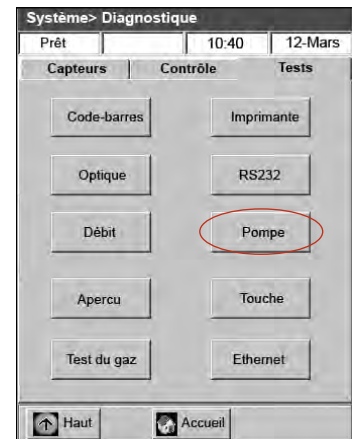 Système> Diagnostique
Prêt 10:40 12-Mars
Capteurs Contrôle Tests
Code-barres Imprimante
Optique RS232
Débit Pompe
Apercu Touche
Test du gaz Ethernet
Haut Accueil